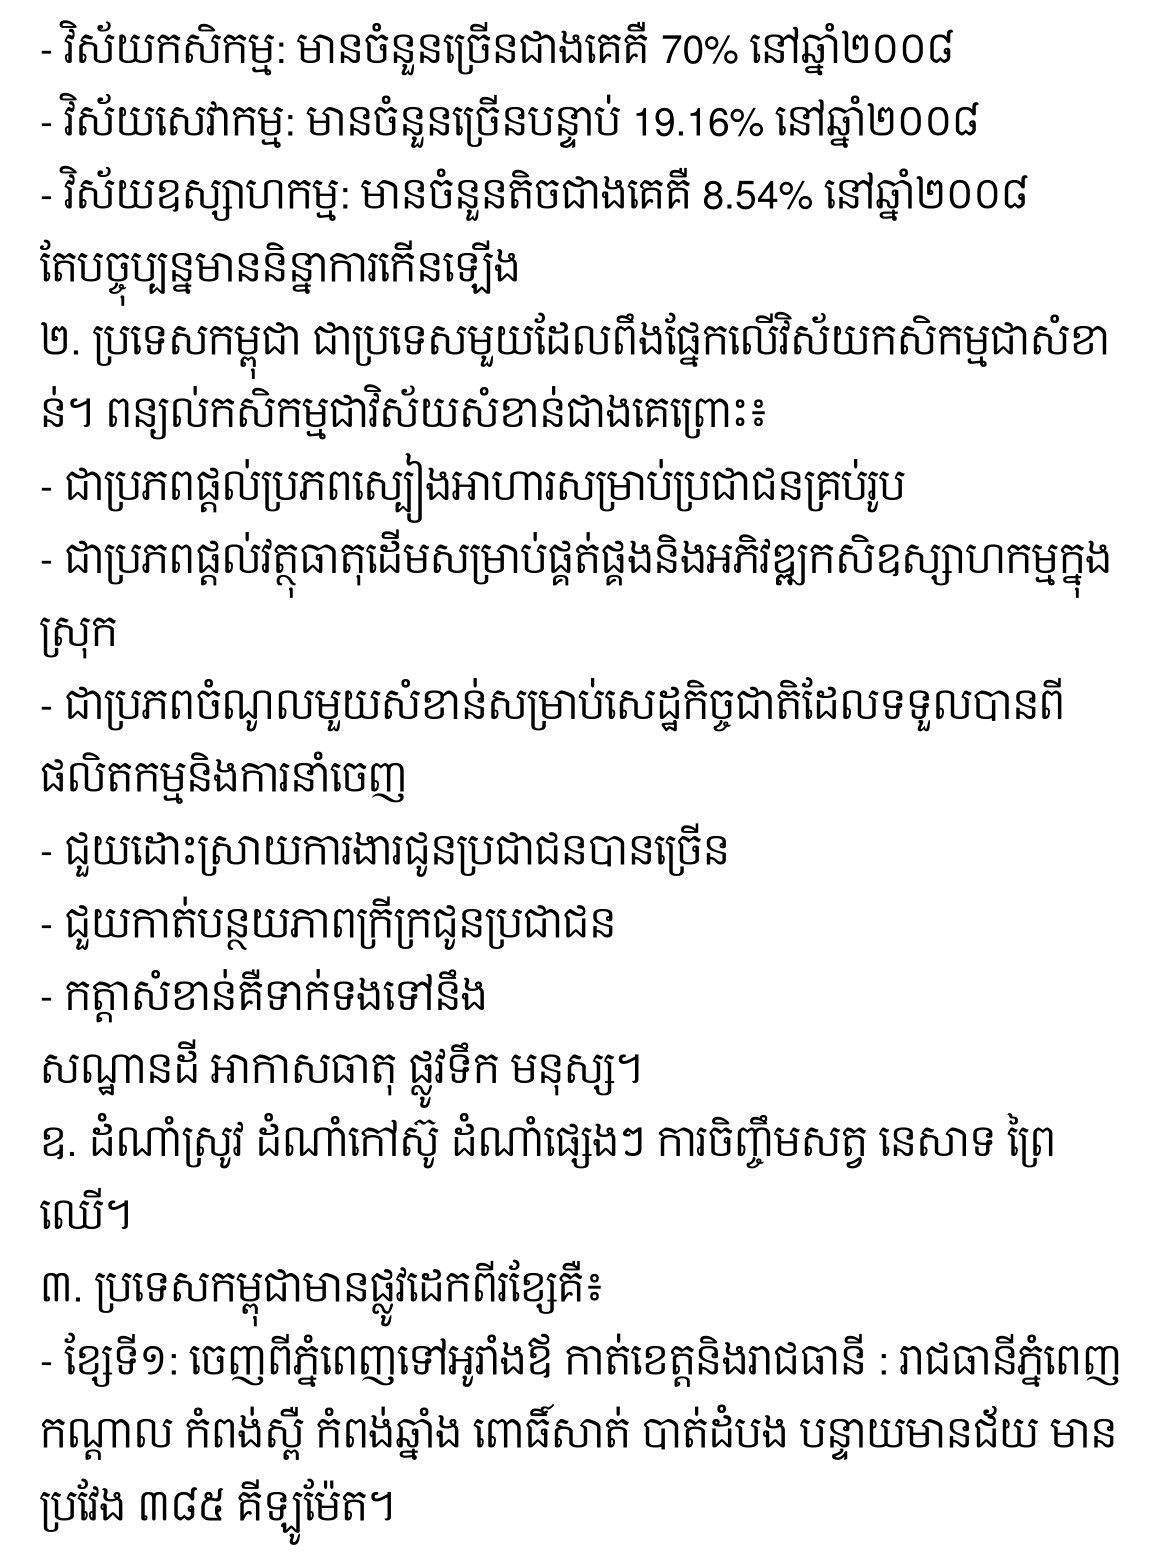 - វិស័យកសិកម្ម: មានចំនួនច្រើនជាងគេគឺ 70% នៅឆ្នាំ២០០៨
- វិស័យសេវាកម្ម: មានចំនួនច្រើនបន្ទាប់ 19.16% នៅឆ្នាំ២០០៨
- វិស័យឧស្សាហកម្ម: មានចំនួនតិចជាងគេគឺ 8.54% នៅឆ្នាំ២០០៨
តែបច្ចុប្បន្នមាននិន្នាការកើនឡើង
២. ប្រទេសកម្ពុជា ជាប្រទេសមួយដែលពឹងផ្អែកលើវិស័យកសិកម្មជាសំខា
ន់។ ពន្យល់កសិកម្មជាវិស័យសំខាន់ជាងគេព្រោះ៖
- ជាប្រភពផ្ដល់ប្រភពស្បៀងអាហារសម្រាប់ប្រជាជនគ្រប់រូប
- ជាប្រភពផ្ដល់វត្ថុធាតុដើមសម្រាប់ផ្គត់ផ្គងនិងអភិវឌ្ឍកសិឧស្សាហកម្មក្នុង
ស្រុក
- ជាប្រភពចំណូលមួយសំខាន់សម្រាប់សេដ្ឋកិច្ចជាតិដែលទទួលបានពី
ផលិតកម្មនិងការនាំចេញ
- ជួយដោះស្រាយការងារជូនប្រជាជនបានច្រើន
- ជួយកាត់បន្ថយភាពក្រីក្រជូនប្រជាជន
- កត្តាសំខាន់គឺទាក់ទងទៅនឹង
សណ្ឋានដី អាកាសធាតុ ផ្លូវទឹក មនុស្ស។
ឧ. ដំណាំស្រូវ ដំណាំកៅស៊ូ ដំណាំផ្សេងៗ ការចិញ្ចឹមសត្វ នេសាទ ព្រៃ
ឈើ។
៣. ប្រទេសកម្ពុជាមានផ្លូវដេកពីរខ្សែគឺ៖
- ខ្សែទី១: ចេញពីភ្នំពេញទៅអូរាំងឪ កាត់ខេត្តនិងរាជធានី : រាជធានីភ្នំពេញ
កណ្ដាល កំពង់ស្ពឺ កំពង់ឆ្នាំង ពោធិ៍សាត់ បាត់ដំបង បន្ទាយមានជ័យ មាន
ប្រវែង ៣៨៥ គីឡូម៉ែត។